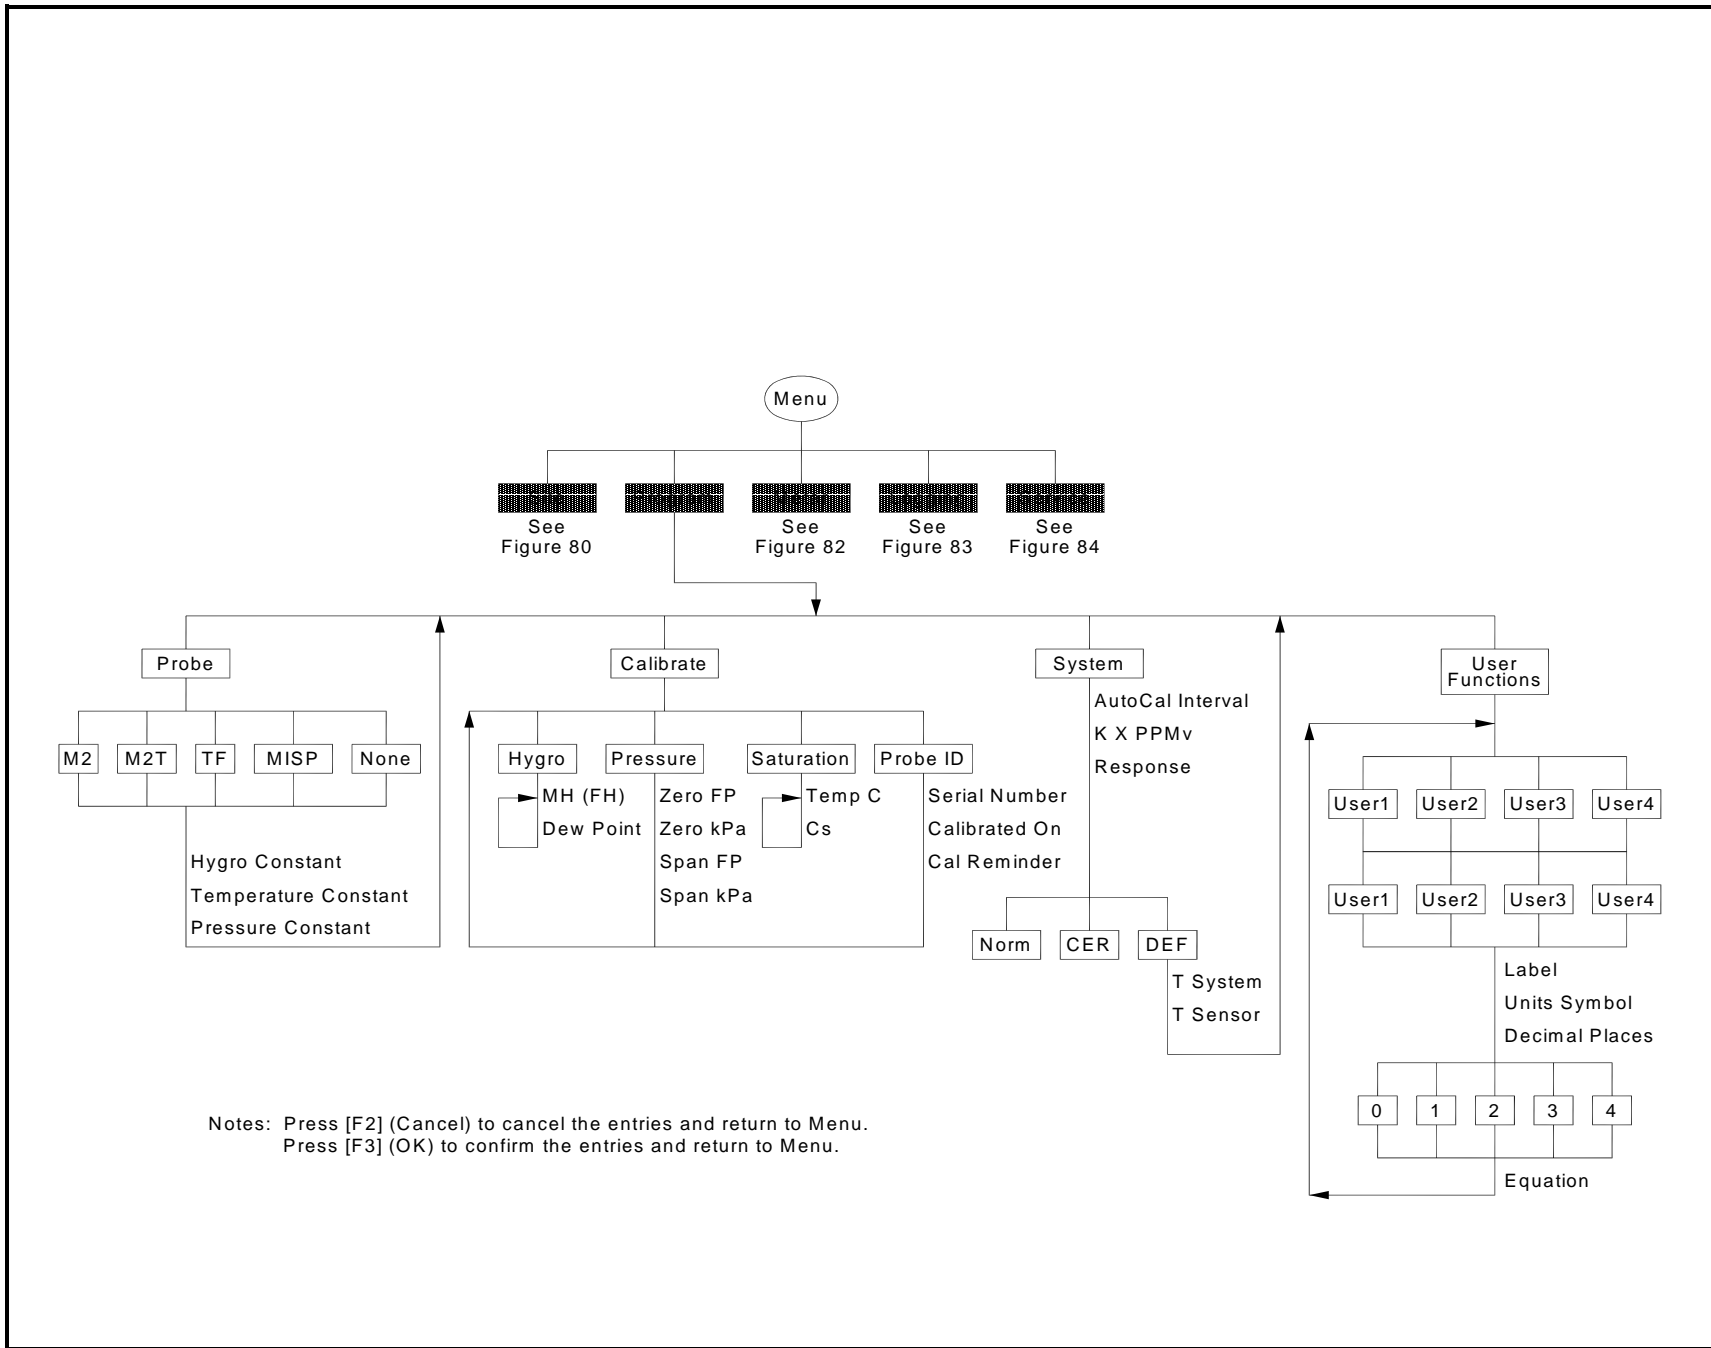 Menu
See
Figure 80
See
Figure 82
See
Figure 83
See
Figure 84
Probe
Calibrate
System
User
Functions
M2
M2T
TF
MISP
None
Hygro Constant
Temperature Constant
Pressure Constant
Hygro
Pressure
Saturation
Probe ID
MH (FH)
Dew Point
Zero FP
Zero kPa
Span FP
Span kPa
Temp C
Cs
Serial Number
Calibrated On
Cal Reminder
AutoCal Interval
K X PPMv
Response
Norm
CER
DEF
T System
T Sensor
User1
User2
User3
User4
User1
User2
User3
User4
Label
Units Symbol
Decimal Places
0
1
2
3
4
Equation
Notes: Press [F2] (Cancel) to cancel the entries and return to Menu.
Press [F3] (OK) to confirm the entries and return to Menu.